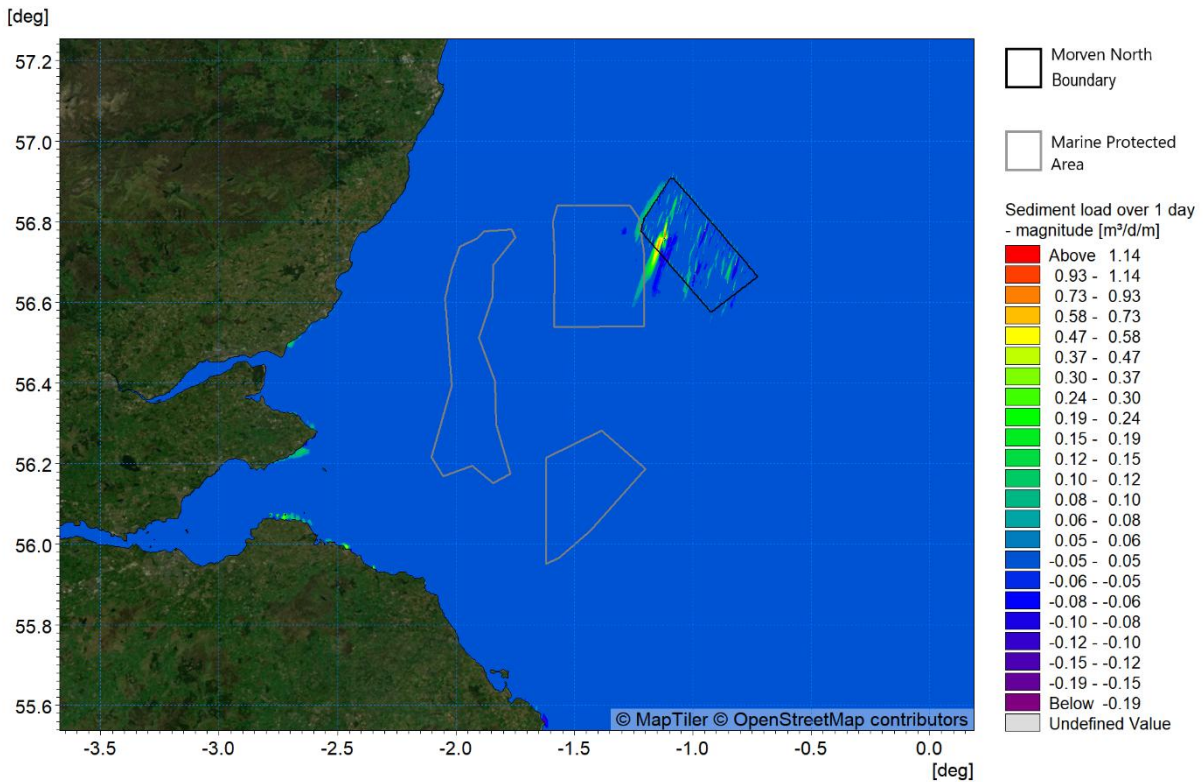 [deg]
57.2
57.0
56.8
56.6
56.4
56.2
56.0
55.8
55.6
-3.5 -3.0 -2.5 -2.0 -1.5 -1.0 -0.5 0.0
[deg]
© MapTiler © OpenStreetMap contributors
Morven North
Boundary
Marine Protected
Area
Sediment load over 1 day
- magnitude [m³/d/m]
Above 1.14
0.93 - 1.14
0.73 - 0.93
0.58 - 0.73
0.47 - 0.58
0.37 - 0.47
0.30 - 0.37
0.24 - 0.30
0.19 - 0.24
0.15 - 0.19
0.12 - 0.15
0.10 - 0.12
0.08 - 0.10
0.06 - 0.08
0.05 - 0.06
-0.05 - 0.05
-0.06 - -0.05
-0.08 - -0.06
-0.10 - -0.08
-0.12 - -0.10
-0.15 - -0.12
-0.19 - -0.15
Below -0.19
Undefined Value